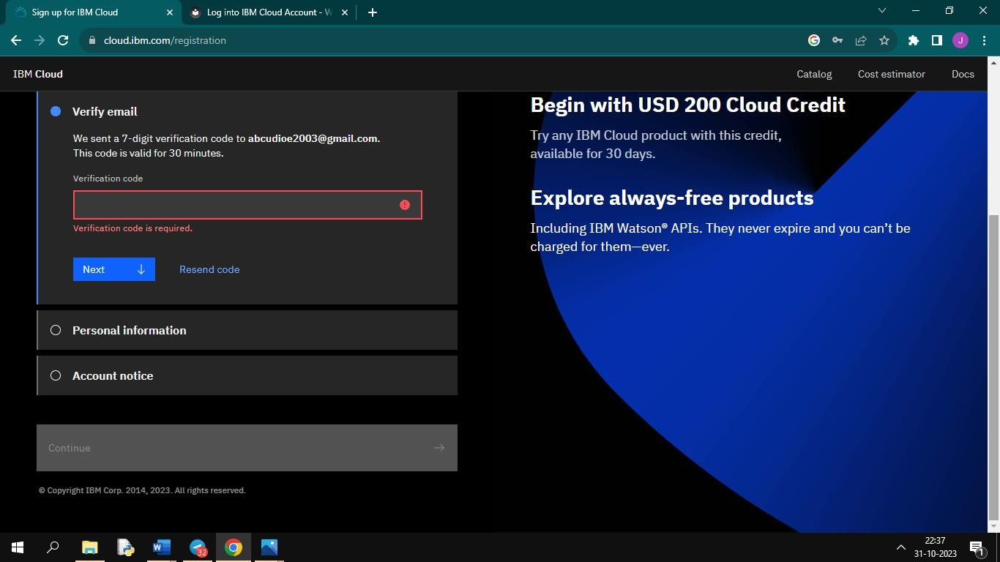 Sign up for IBM Cloud
Log into IBM Cloud Account - W
cloud.ibm.com/registration
J
IBM Cloud
Catalog
Cost estimator
Docs
Verify email
We sent a 7-digit verification code to abcudioe2003@gmail.com.
This code is valid for 30 minutes.
Verification code
Verification code is required.
Next
Resend code
Personal information
Account notice
Continue
© Copyright IBM Corp. 2014, 2023. All rights reserved.
Begin with USD 200 Cloud Credit
Try any IBM Cloud product with this credit,
available for 30 days.
Explore always-free products
Including IBM Watson® APIs. They never expire and you can’t be
charged for them—ever.
W
32
22:37
31-10-2023
1